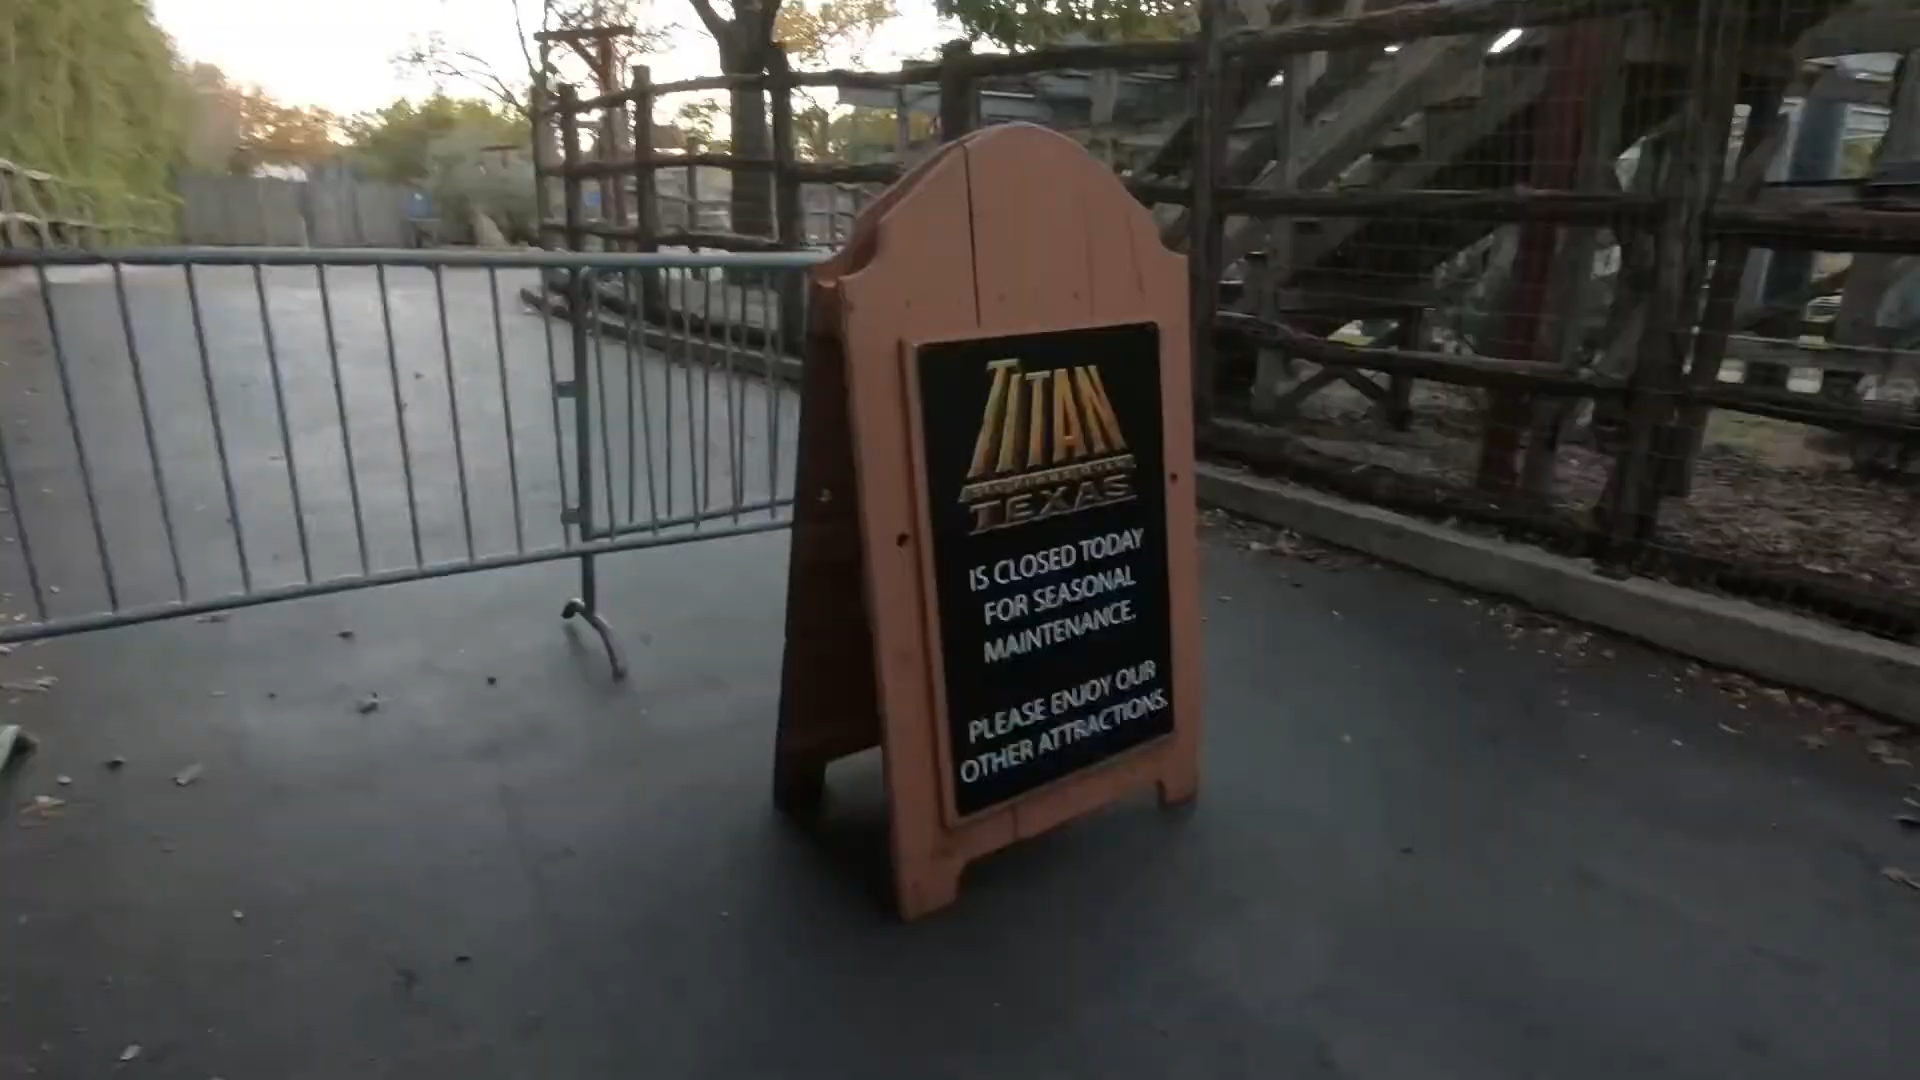 TITAN
TEXAS
IS CLOSED TODAY
FOR SEASONAL
MAINTENANCE.
PLEASE ENJOY OUR
OTHER ATTRACTIONS.